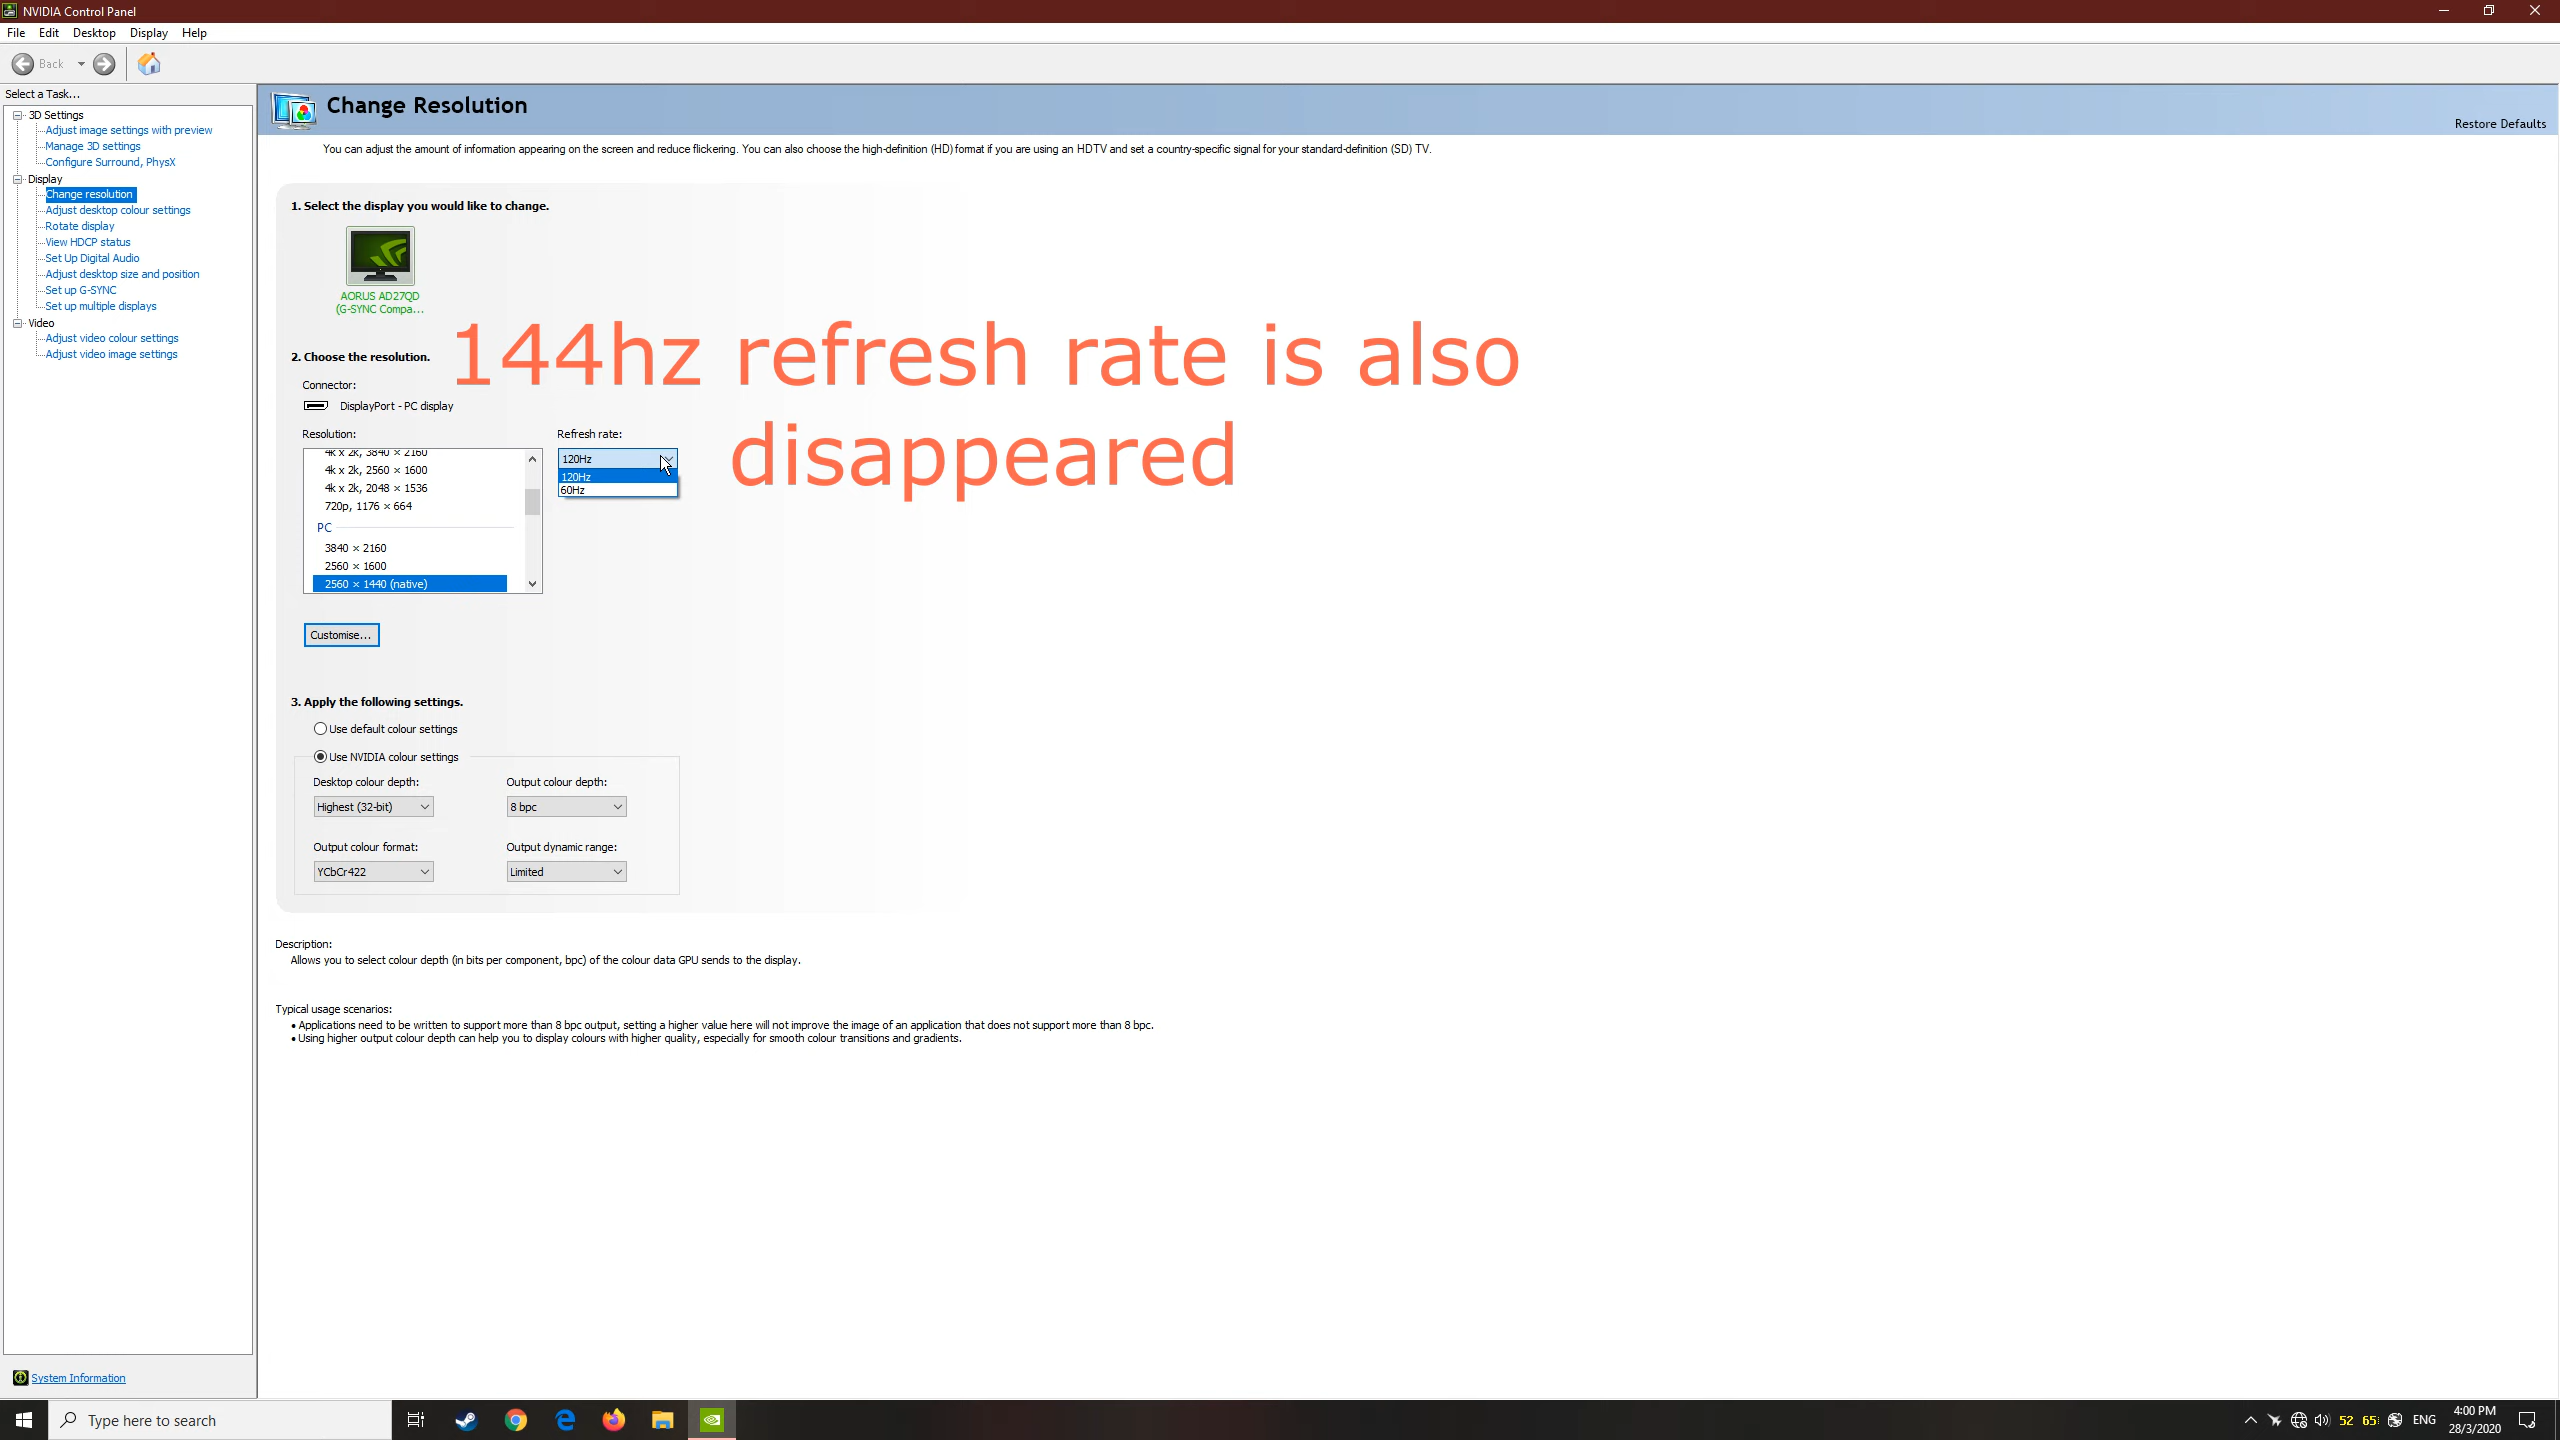 NVIDIA Control Panel
File Edit Desktop Display Help
Back
Select a Task...
3D Settings
Adjust image settings with preview
Manage 3D settings
Configure Surround, PhysX
Display
Change resolution
Adjust desktop colour settings
Rotate display
View HDCP status
Set Up Digital Audio
Adjust desktop size and position
Set up G-SYNC
Set up multiple displays
Video
Adjust video colour settings
Adjust video image settings
System Information
Change Resolution
Restore Defaults
You can adjust the amount of information appearing on the screen and reduce flickering. You can also choose the high-definition (HD) format if you are using an HDTV and set a country-specific signal for your standard-definition (SD) TV.
1. Select the display you would like to change.
AORUS AD27QD
(G-SYNC Compa...
144hz refresh rate is also
disappeared
2. Choose the resolution.
Connector:
DisplayPort - PC display
Resolution:
4k x 2k, 3840 × 2160
4k x 2k, 2560 × 1600
4k x 2k, 2048 × 1536
720p, 1176 × 664
PC
3840 × 2160
2560 × 1600
2560 × 1440 (native)
Refresh rate:
120Hz
120Hz
60Hz
Customise...
3. Apply the following settings.
Use default colour settings
Use NVIDIA colour settings
Desktop colour depth: Output colour depth:
Highest (32-bit) 8 bpc
Output colour format: Output dynamic range:
YCbCr422 Limited
Description:
Allows you to select colour depth (in bits per component, bpc) of the colour data GPU sends to the display.
Typical usage scenarios:
• Applications need to be written to support more than 8 bpc output, setting a higher value here will not improve the image of an application that does not support more than 8 bpc.
• Using higher output colour depth can help you to display colours with higher quality, especially for smooth colour transitions and gradients.
Type here to search
52 65 ENG
4:00 PM
28/3/2020